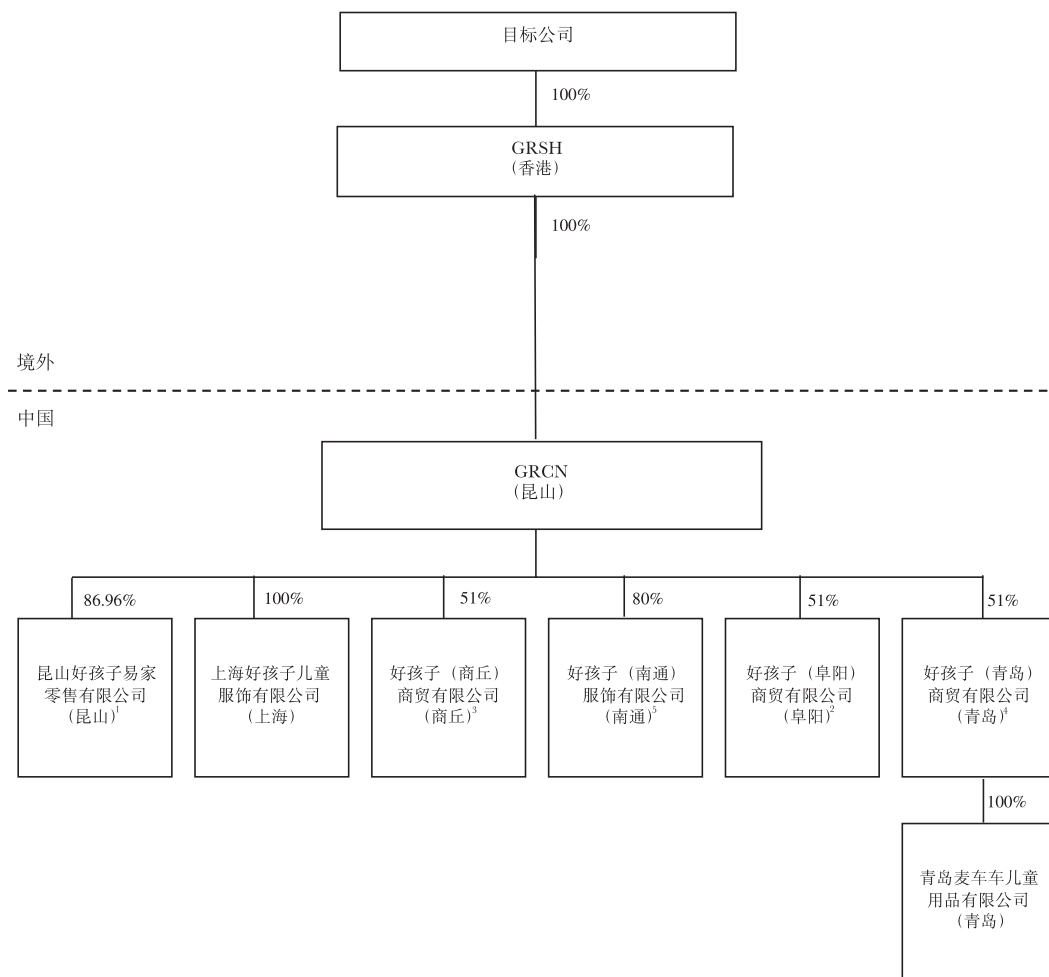 目标公司
100%
GRSH
（香港）
100%
境外
中国
GRCN
（昆山）
86.96%
100%
51%
80%
51%
51%
昆山好孩子易家
零售有限公司
（昆山）1
上海好孩子儿童
服饰有限公司
（上海）
好孩子（商丘）
商贸有限公司
（商丘）3
好孩子（南通）
服饰有限公司
（南通）5
好孩子（阜阳）
商贸有限公司
（阜阳）2
好孩子（青岛）
商贸有限公司
（青岛）4
100%
青岛麦车车儿童
用品有限公司
（青岛）